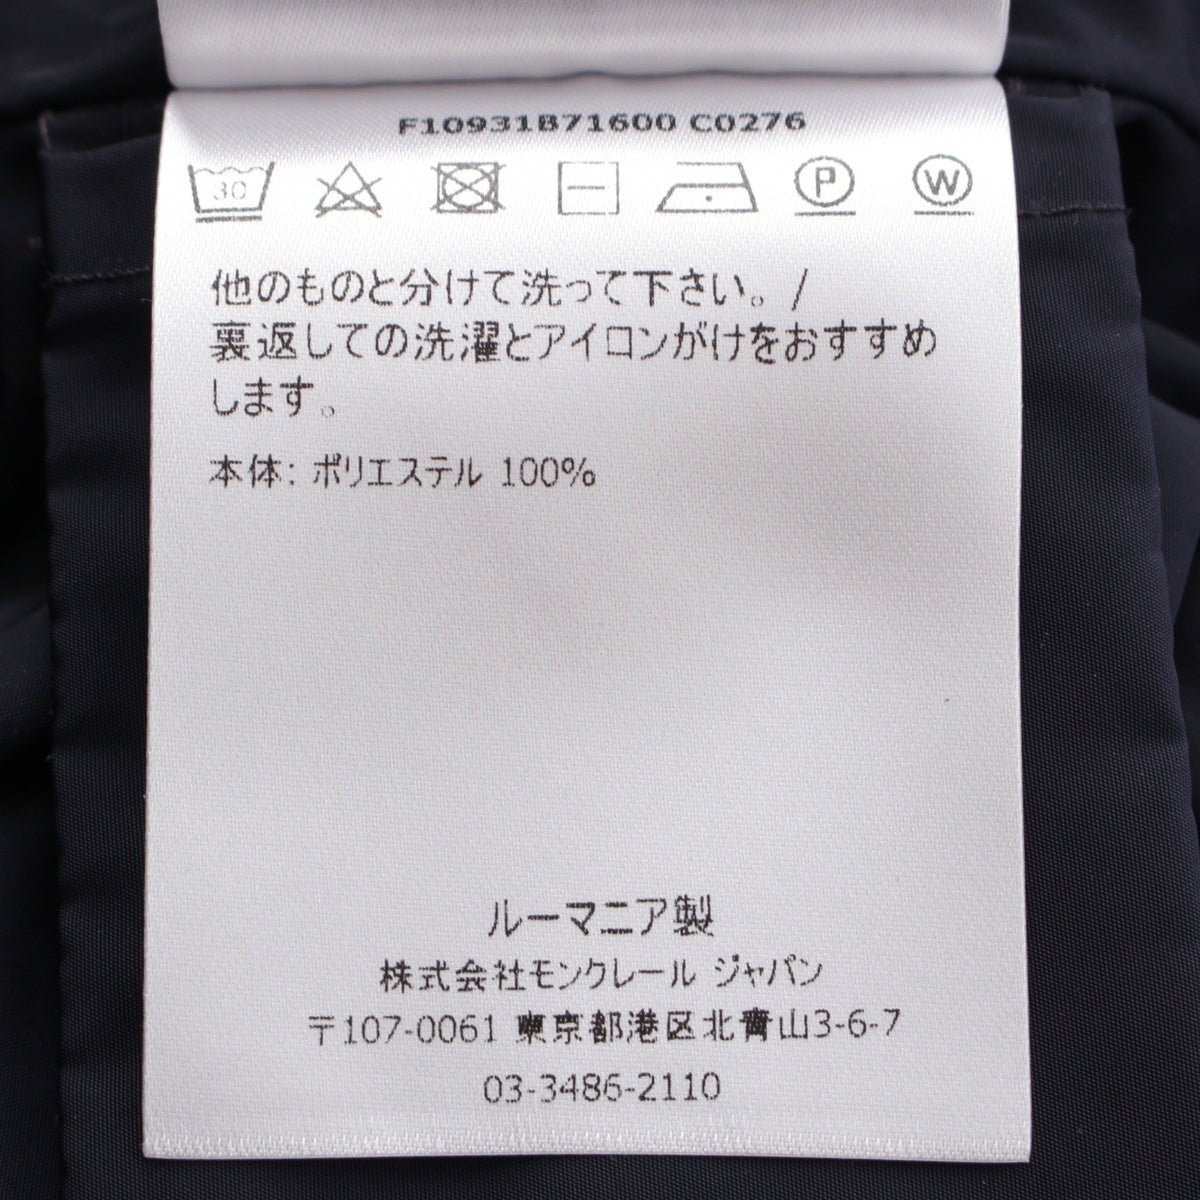 F10931B71600 C0276
30 P W
他のものと分けて洗って下さい。/
裏返しての洗濯とアイロンがけをおすすめ
します。
本体: ポリエステル 100%
ルーマニア製
株式会社モンクレール ジャパン
〒107-0061 東京都港区北青山3-6-7
03-3486-2110